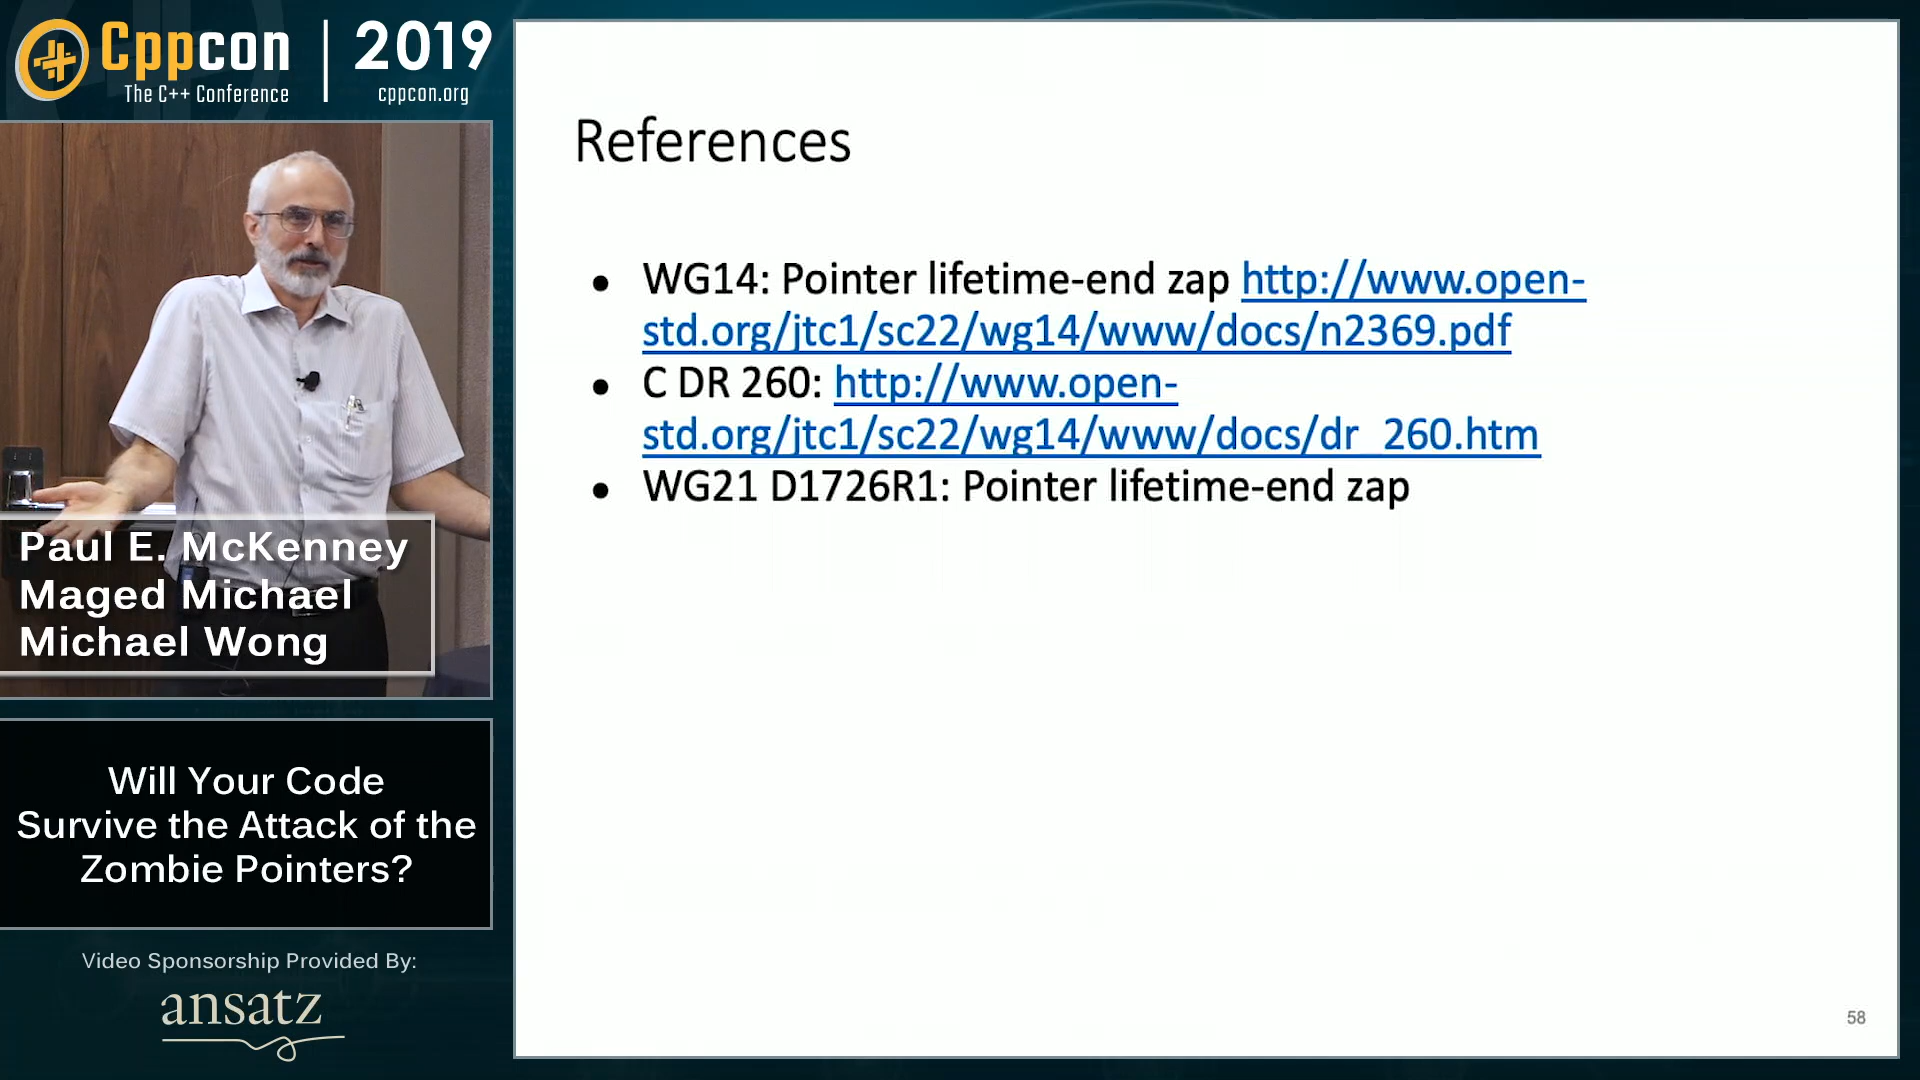 Cppcon
The C++ Conference
2019
cppcon.org
References
• WG14: Pointer lifetime-end zap http://www.open-
std.org/jtc1/sc22/wg14/www/docs/n2369.pdf
• C DR 260: http://www.open-
std.org/jtc1/sc22/wg14/www/docs/dr_260.htm
• WG21 D1726R1: Pointer lifetime-end zap
58
Paul E. McKenney
Maged Michael
Michael Wong
Will Your Code
Survive the Attack of the
Zombie Pointers?
Video Sponsorship Provided By:
ansatz